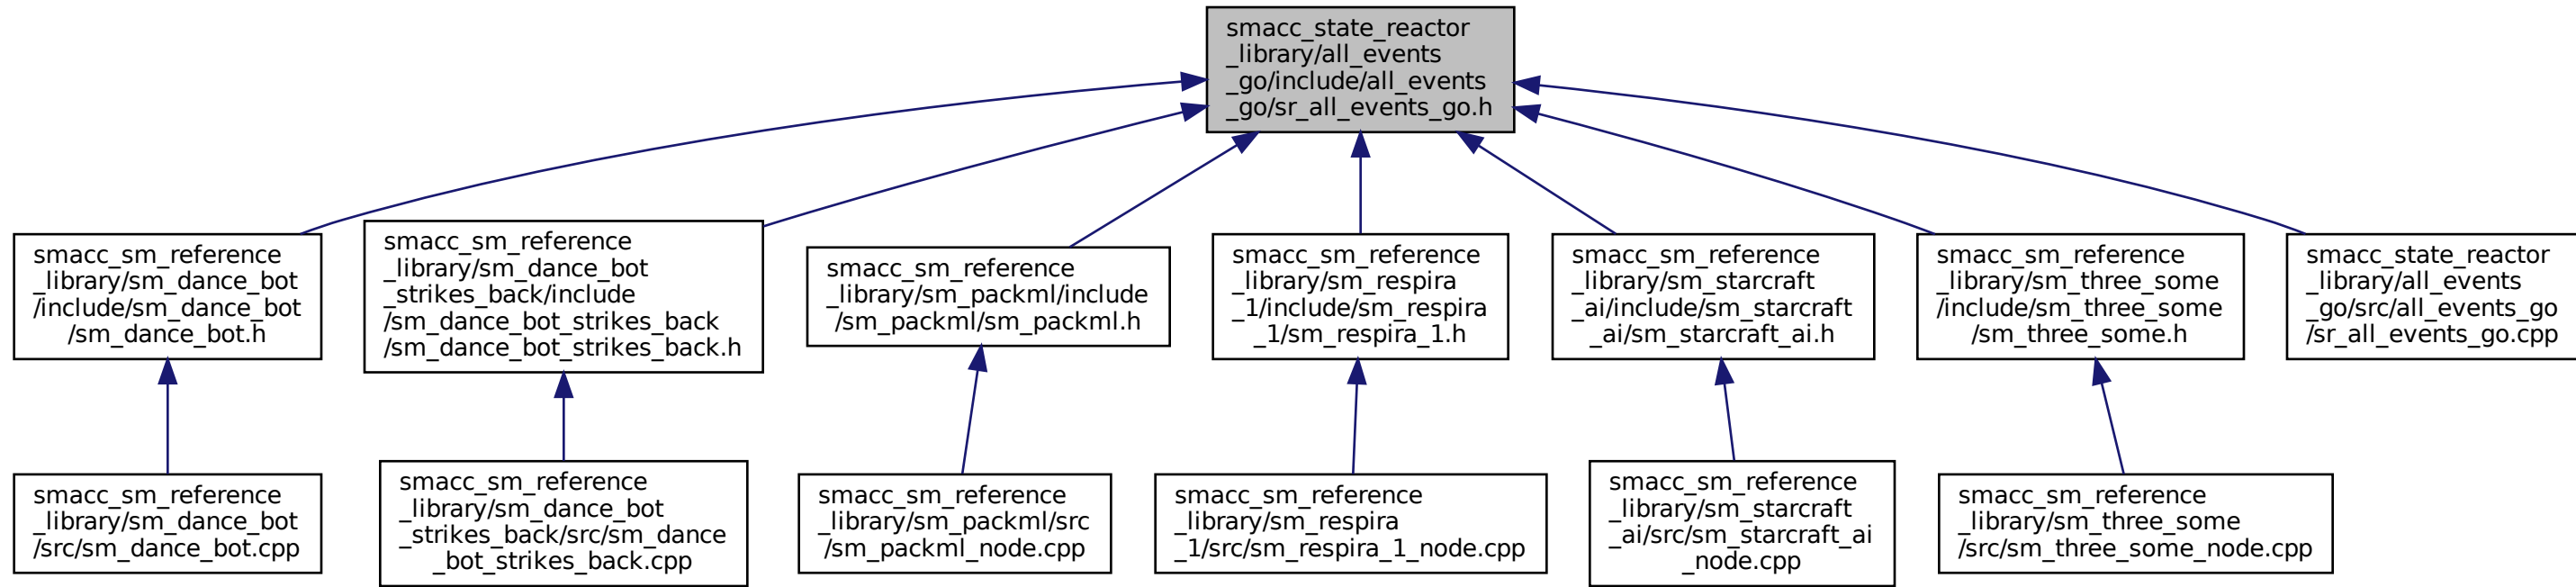 smacc_state_reactor
_library/all_events
_go/include/all_events
_go/sr_all_events_go.h
smacc_sm_reference
_library/sm_dance_bot
/include/sm_dance_bot
/sm_dance_bot.h
smacc_sm_reference
_library/sm_dance_bot
_strikes_back/include
/sm_dance_bot_strikes_back
/sm_dance_bot_strikes_back.h
smacc_sm_reference
_library/sm_packml/include
/sm_packml/sm_packml.h
smacc_sm_reference
_library/sm_respira
_1/include/sm_respira
_1/sm_respira_1.h
smacc_sm_reference
_library/sm_starcraft
_ai/include/sm_starcraft
_ai/sm_starcraft_ai.h
smacc_sm_reference
_library/sm_three_some
/include/sm_three_some
/sm_three_some.h
smacc_state_reactor
_library/all_events
_go/src/all_events_go
/sr_all_events_go.cpp
smacc_sm_reference
_library/sm_dance_bot
/src/sm_dance_bot.cpp
smacc_sm_reference
_library/sm_dance_bot
_strikes_back/src/sm_dance
_bot_strikes_back.cpp
smacc_sm_reference
_library/sm_packml/src
/sm_packml_node.cpp
smacc_sm_reference
_library/sm_respira
_1/src/sm_respira_1_node.cpp
smacc_sm_reference
_library/sm_starcraft
_ai/src/sm_starcraft_ai
_node.cpp
smacc_sm_reference
_library/sm_three_some
/src/sm_three_some_node.cpp